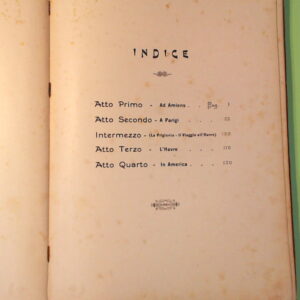 INDICE
Atto Primo - Ad Amiens . . Pag. 1
Atto Secondo - A Parigi . . . .
Intermezzo - (La Prigionia - Il Viaggio all'Havre)
Atto Terzo - L'Havre . . . .
Atto Quarto - In America . . . .